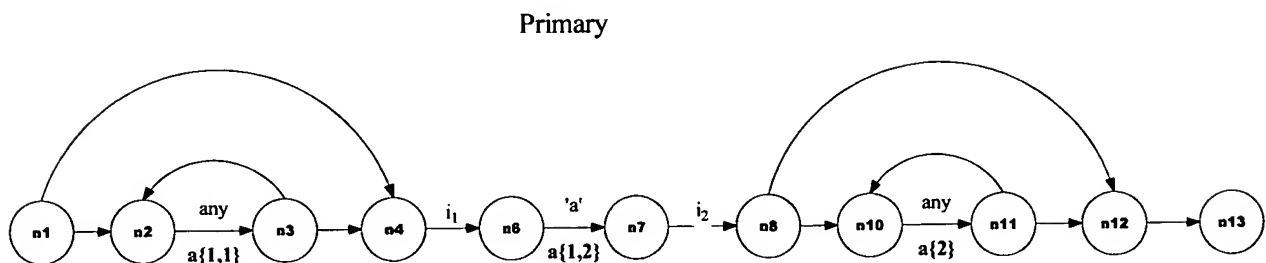 Primary
any 'a' any
n1 n2 n3 n4 i₁ n6 n7 i₂ n8 n10 n11 n12 n13
a{1,1} a{1,2} a{2}